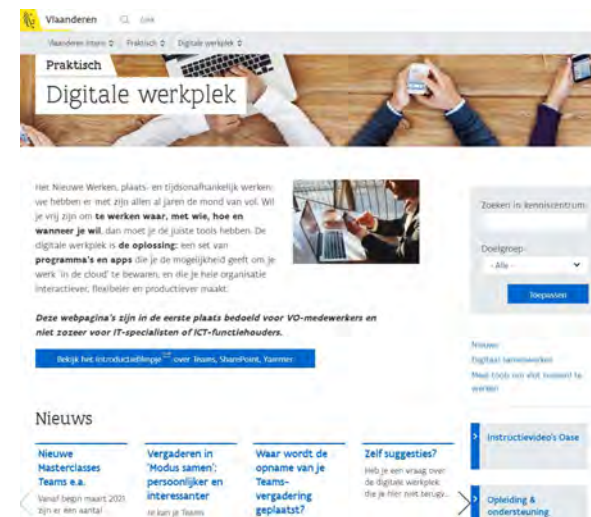 Vlaanderen
Zoek
Vlaanderen Intern
Praktisch
Digitale werkplek
Praktisch
Digitale werkplek
Het Nieuwe Werken, plaats- en tijdsonafhankelijk werken:
we hebben er met zijn allen al jaren de mond van vol. Wil
je vrij zijn om te werken waar, met wie, hoe en
wanneer je wil, dan moet je de juiste tools hebben. De
digitale werkplek is de oplossing: een set van
programma's en apps die je de mogelijkheid geeft om je
werk 'in de cloud' te bewaren, en die je hele organisatie
interactiever, flexibeler en productiever maakt.
Deze webpagina's zijn in de eerste plaats bedoeld voor VO-medewerkers en
niet zozeer voor IT-specialisten of ICT-functiehouders.
Bekijk het introductiefilmpje over Teams, SharePoint, Yammer
Zoeken in kenniscentrum:
Doelgroep
- Alle -
Toepassen
Nieuws
Digitaal samenwerken
Meer tools om vlot (samen) te
werken
Instructievideo's Oase
Opleiding &
ondersteuning
Nieuws
Nieuwe
Masterclasses
Teams e.a.
Vanaf begin maart 2021
zijn er een aantal
Vergaderen in
'Modus samen':
persoonlijker en
interessanter
Je kan je Teams
Waar wordt de
opname van je
Teams-
vergadering
geplaatst?
Zelf suggesties?
Heb je een vraag over
de digitale werkplek
die je hier niet terugv...